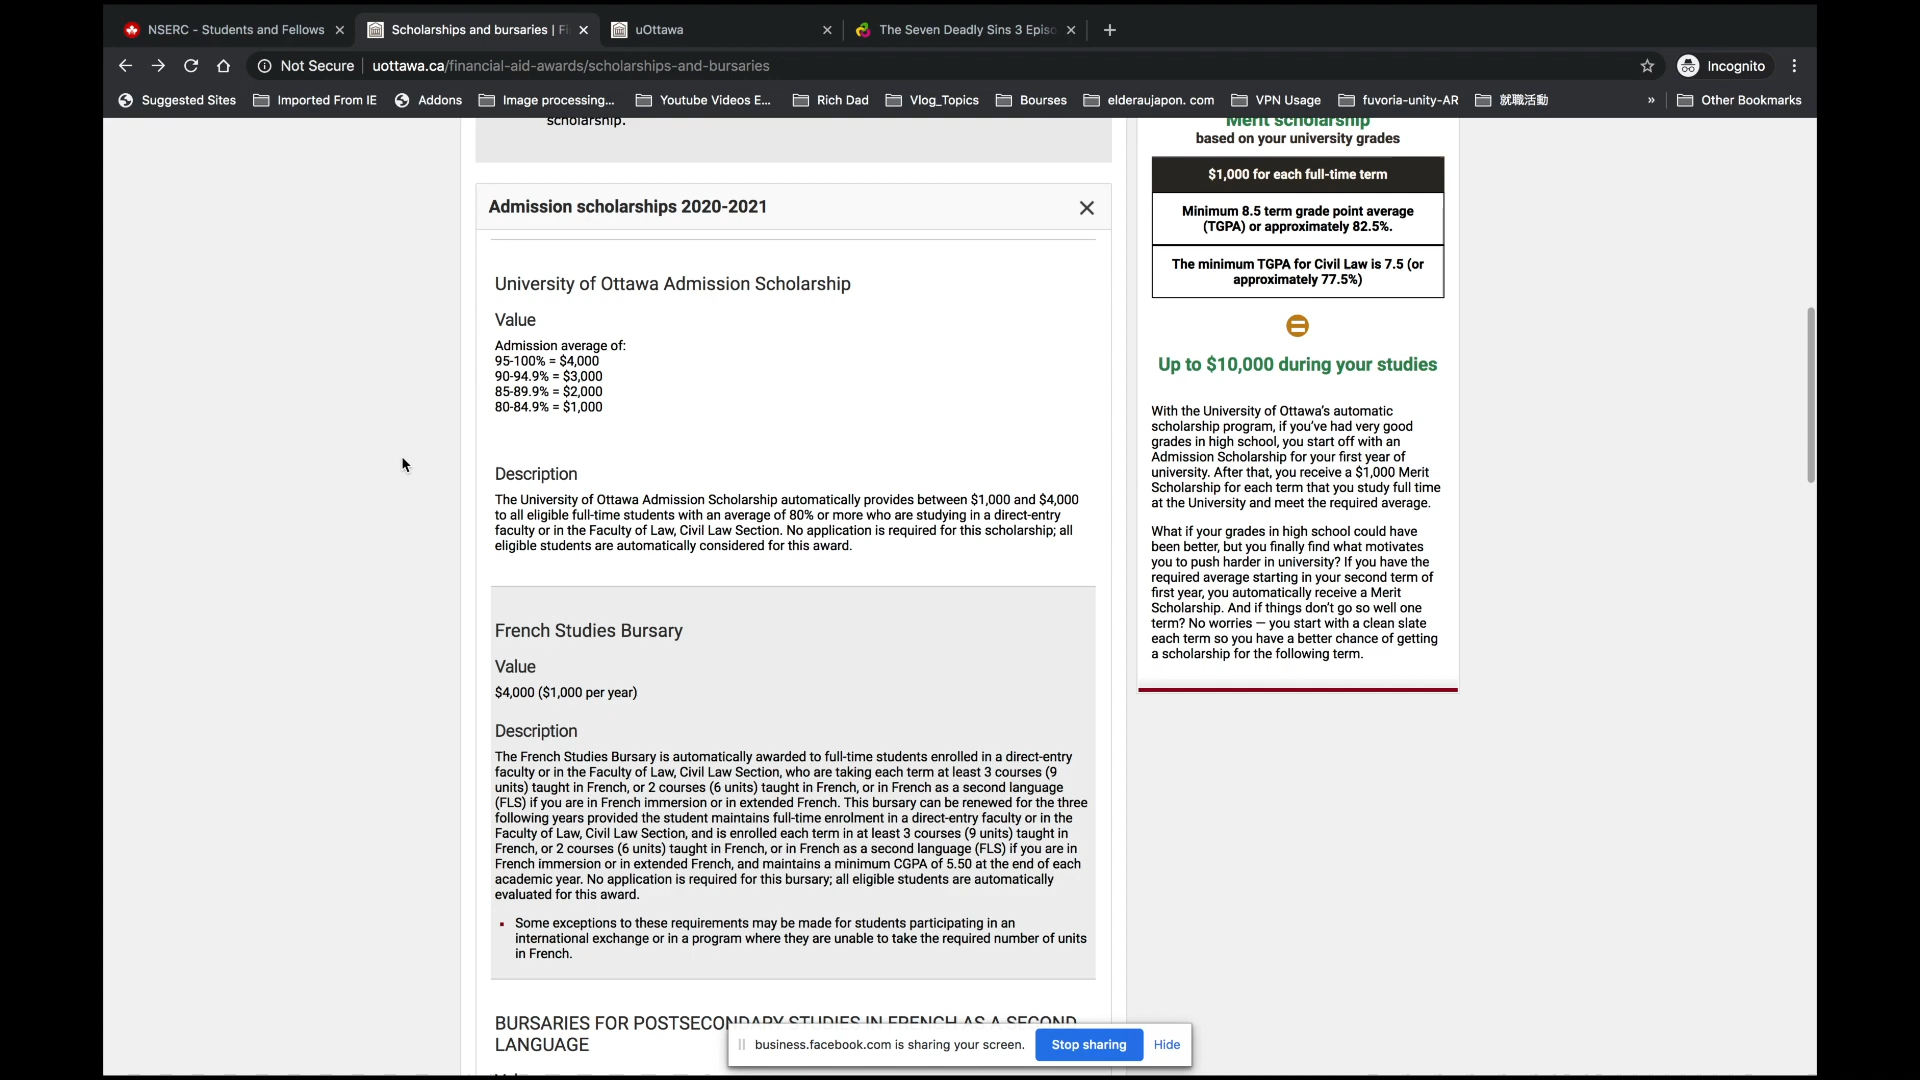 NSERC - Students and Fellows
Scholarships and bursaries | Fi
uOttawa
The Seven Deadly Sins 3 Episo
Not Secure
uottawa.ca/financial-aid-awards/scholarships-and-bursaries
Incognito
Suggested Sites
Imported From IE
Addons
Image processing...
Youtube Videos E...
Rich Dad
Vlog_Topics
Bourses
elderaujapon. com
VPN Usage
fuvoria-unity-AR
就職活動
»
Other Bookmarks
scholarship.
Admission scholarships 2020-2021
University of Ottawa Admission Scholarship
Value
Admission average of:
95-100% = $4,000
90-94.9% = $3,000
85-89.9% = $2,000
80-84.9% = $1,000
Description
The University of Ottawa Admission Scholarship automatically provides between $1,000 and $4,000
to all eligible full-time students with an average of 80% or more who are studying in a direct-entry
faculty or in the Faculty of Law, Civil Law Section. No application is required for this scholarship; all
eligible students are automatically considered for this award.
French Studies Bursary
Value
$4,000 ($1,000 per year)
Description
The French Studies Bursary is automatically awarded to full-time students enrolled in a direct-entry
faculty or in the Faculty of Law, Civil Law Section, who are taking each term at least 3 courses (9
units) taught in French, or 2 courses (6 units) taught in French, or in French as a second language
(FLS) if you are in French immersion or in extended French. This bursary can be renewed for the three
following years provided the student maintains full-time enrolment in a direct-entry faculty or in the
Faculty of Law, Civil Law Section, and is enrolled each term in at least 3 courses (9 units) taught in
French, or 2 courses (6 units) taught in French, or in French as a second language (FLS) if you are in
French immersion or in extended French, and maintains a minimum CGPA of 5.50 at the end of each
academic year. No application is required for this bursary; all eligible students are automatically
evaluated for this award.
Some exceptions to these requirements may be made for students participating in an
international exchange or in a program where they are unable to take the required number of units
in French.
BURSARIES FOR POSTSECONDARY STUDIES IN FRENCH AS A SECOND
LANGUAGE
Merit scholarship
based on your university grades
$1,000 for each full-time term
Minimum 8.5 term grade point average
(TGPA) or approximately 82.5%.
The minimum TGPA for Civil Law is 7.5 (or
approximately 77.5%)
Up to $10,000 during your studies
With the University of Ottawa's automatic
scholarship program, if you've had very good
grades in high school, you start off with an
Admission Scholarship for your first year of
university. After that, you receive a $1,000 Merit
Scholarship for each term that you study full time
at the University and meet the required average.
What if your grades in high school could have
been better, but you finally find what motivates
you to push harder in university? If you have the
required average starting in your second term of
first year, you automatically receive a Merit
Scholarship. And if things don't go so well one
term? No worries — you start with a clean slate
each term so you have a better chance of getting
a scholarship for the following term.
business.facebook.com is sharing your screen.
Stop sharing
Hide